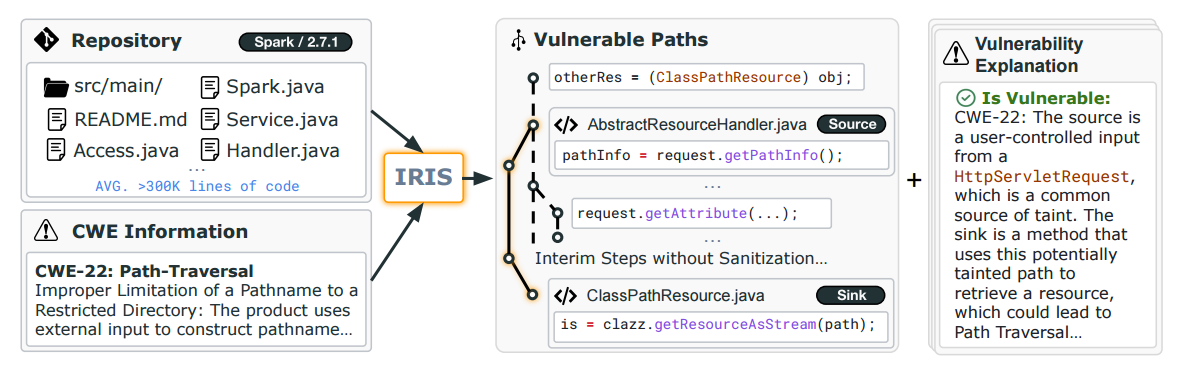 Repository
Spark / 2.7.1
src/main/
Spark.java
README.md
Service.java
Access.java
Handler.java
...
AVG. >300K lines of code
CWE Information
CWE-22: Path-Traversal
Improper Limitation of a Pathname to a
Restricted Directory: The product uses
external input to construct pathname...
IRIS
Vulnerable Paths
otherRes = (ClassPathResource) obj;
</> AbstractResourceHandler.java
Source
pathInfo = request.getPathInfo();
...
request.getAttribute(...);
...
Interim Steps without Sanitization...
</> ClassPathResource.java
Sink
is = clazz.getResourceAsStream(path);
+
Vulnerability
Explanation
Is Vulnerable:
CWE-22: The source is
a user-controlled input
from a
HttpServletRequest,
which is a common
source of taint. The
sink is a method that
uses this potentially
tainted path to
retrieve a resource,
which could lead to
Path Traversal...